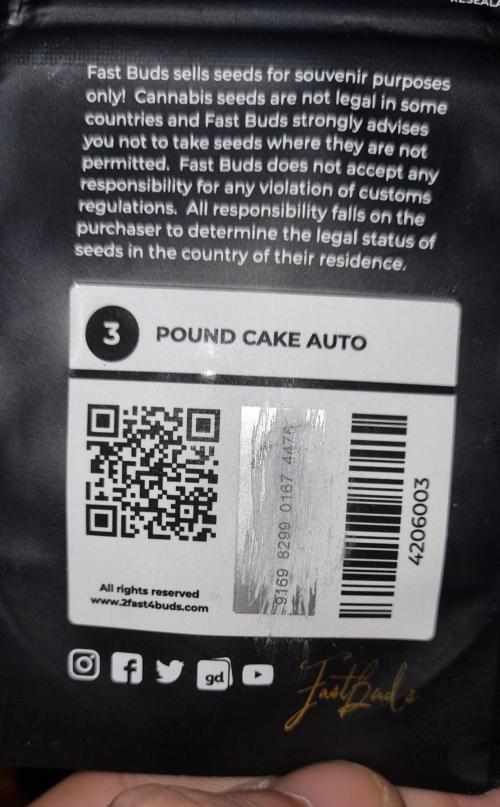 Fast Buds sells seeds for souvenir purposes
only! Cannabis seeds are not legal in some
countries and Fast Buds strongly advises
you not to take seeds where they are not
permitted. Fast Buds does not accept any
responsibility for any violation of customs
regulations. All responsibility falls on the
purchaser to determine the legal status of
seeds in the country of their residence.
3 POUND CAKE AUTO
9169 8299 0167 4476
4206003
All rights reserved
www.2fast4buds.com
gd
FastBuds